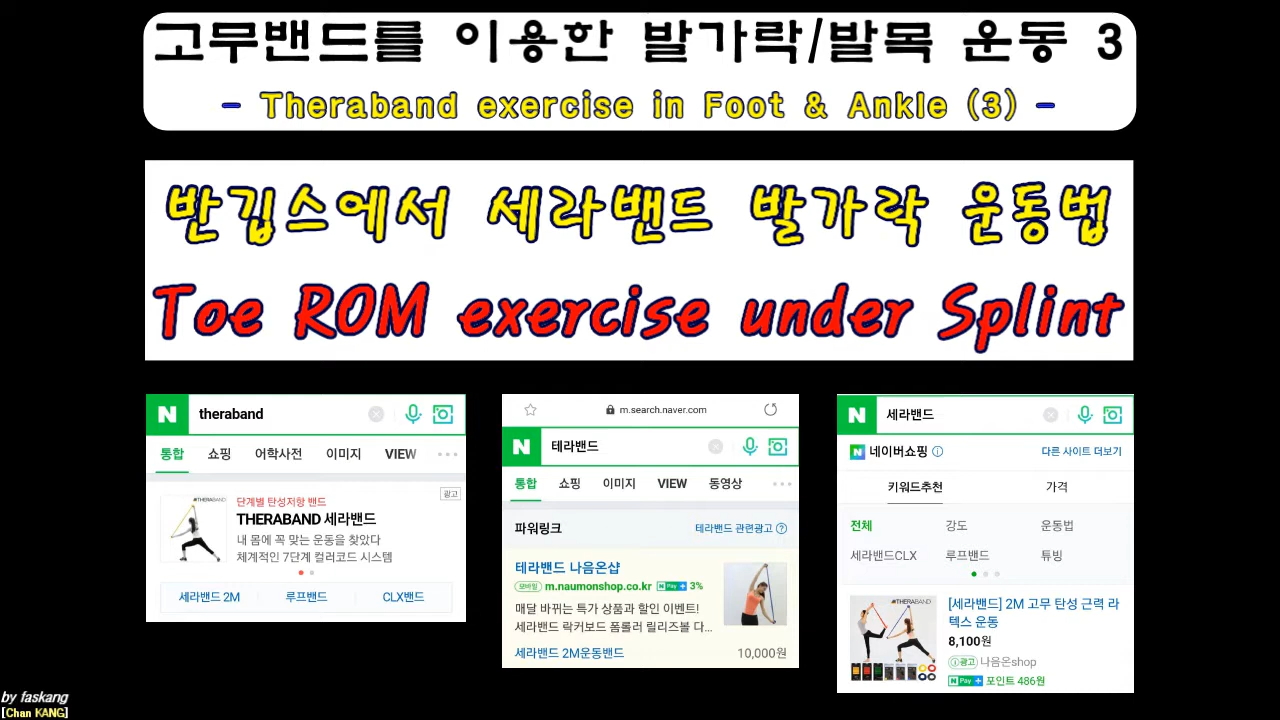 고무밴드를 이용한 발가락/발목 운동 3
- Theraband exercise in Foot & Ankle (3) -
반깁스에서 세라밴드 발가락 운동법
Toe ROM exercise under Splint
N theraband
통합 쇼핑 어학사전 이미지 VIEW
광고
THERABAND
단계별 탄성저항 밴드
THERABAND 세라밴드
내 몸에 꼭 맞는 운동을 찾았다
체계적인 7단계 컬러코드 시스템
세라밴드 2M 루프밴드 CLX밴드
m.search.naver.com
N 테라밴드
통합 쇼핑 이미지 VIEW 동영상
파워링크 테라밴드 관련광고
테라밴드 나음온샵
모바일 m.naumonshop.co.kr N Pay + 3%
매달 바뀌는 특가 상품과 할인 이벤트!
세라밴드 락커보드 폼롤러 릴리즈볼 다...
세라밴드 2M운동밴드 10,000원
N 세라밴드
N 네이버쇼핑 다른 사이트 더보기
키워드추천 가격
전체 강도 운동법
세라밴드CLX 루프밴드 튜빙
THERABAND
[세라밴드] 2M 고무 탄성 근력 라
텍스 운동
8,100원
광고 나음온shop
N Pay + 포인트 486원
by faskang
[Chan KANG]